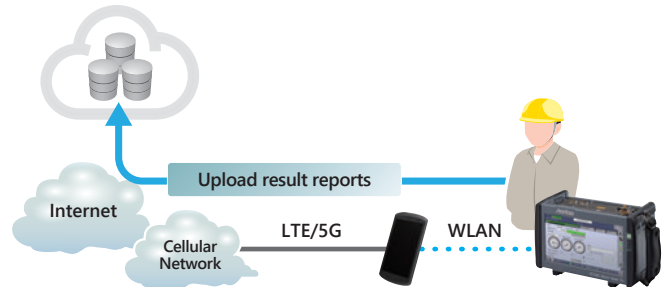 Upload result reports
Internet
LTE/5G
WLAN
Cellular
Network